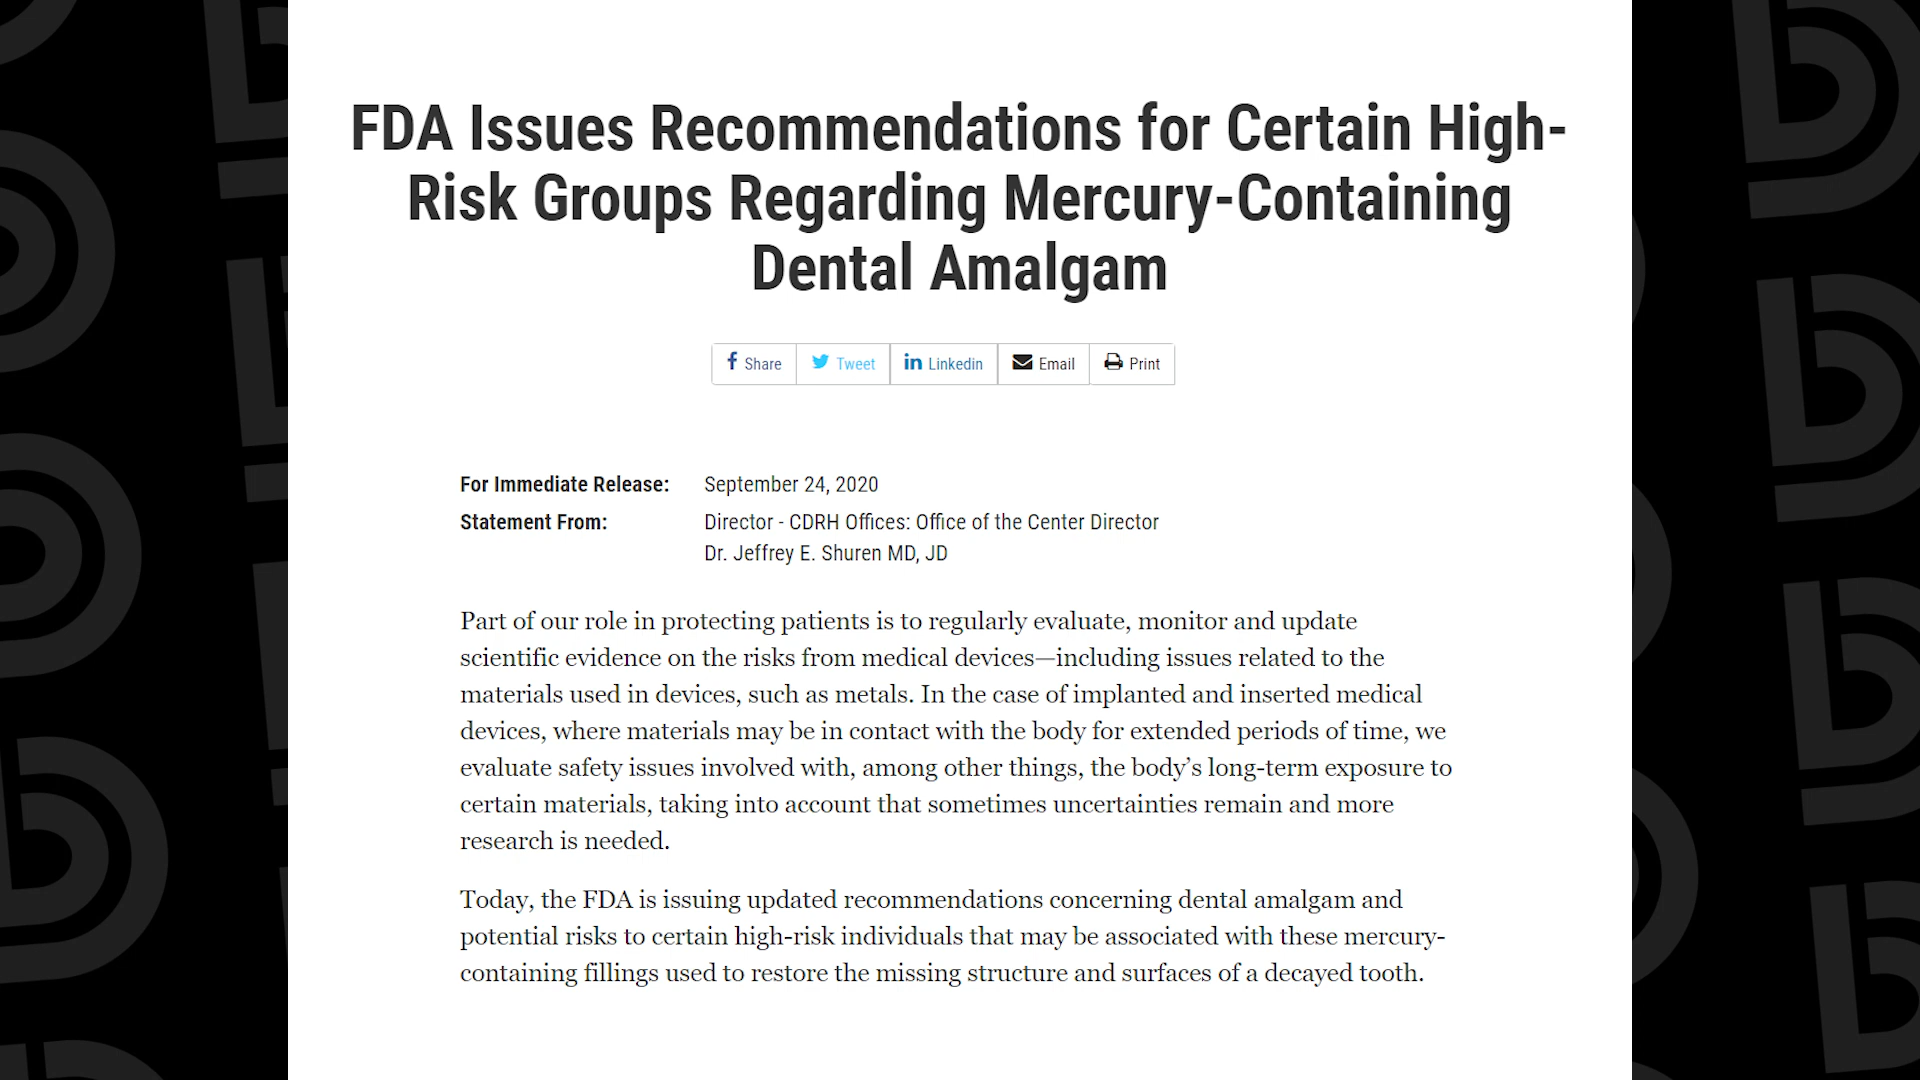 FDA Issues Recommendations for Certain High-
Risk Groups Regarding Mercury-Containing
Dental Amalgam
Share Tweet Linkedin Email Print
For Immediate Release: September 24, 2020
Statement From: Director - CDRH Offices: Office of the Center Director
Dr. Jeffrey E. Shuren MD, JD
Part of our role in protecting patients is to regularly evaluate, monitor and update
scientific evidence on the risks from medical devices—including issues related to the
materials used in devices, such as metals. In the case of implanted and inserted medical
devices, where materials may be in contact with the body for extended periods of time, we
evaluate safety issues involved with, among other things, the body’s long-term exposure to
certain materials, taking into account that sometimes uncertainties remain and more
research is needed.
Today, the FDA is issuing updated recommendations concerning dental amalgam and
potential risks to certain high-risk individuals that may be associated with these mercury-
containing fillings used to restore the missing structure and surfaces of a decayed tooth.